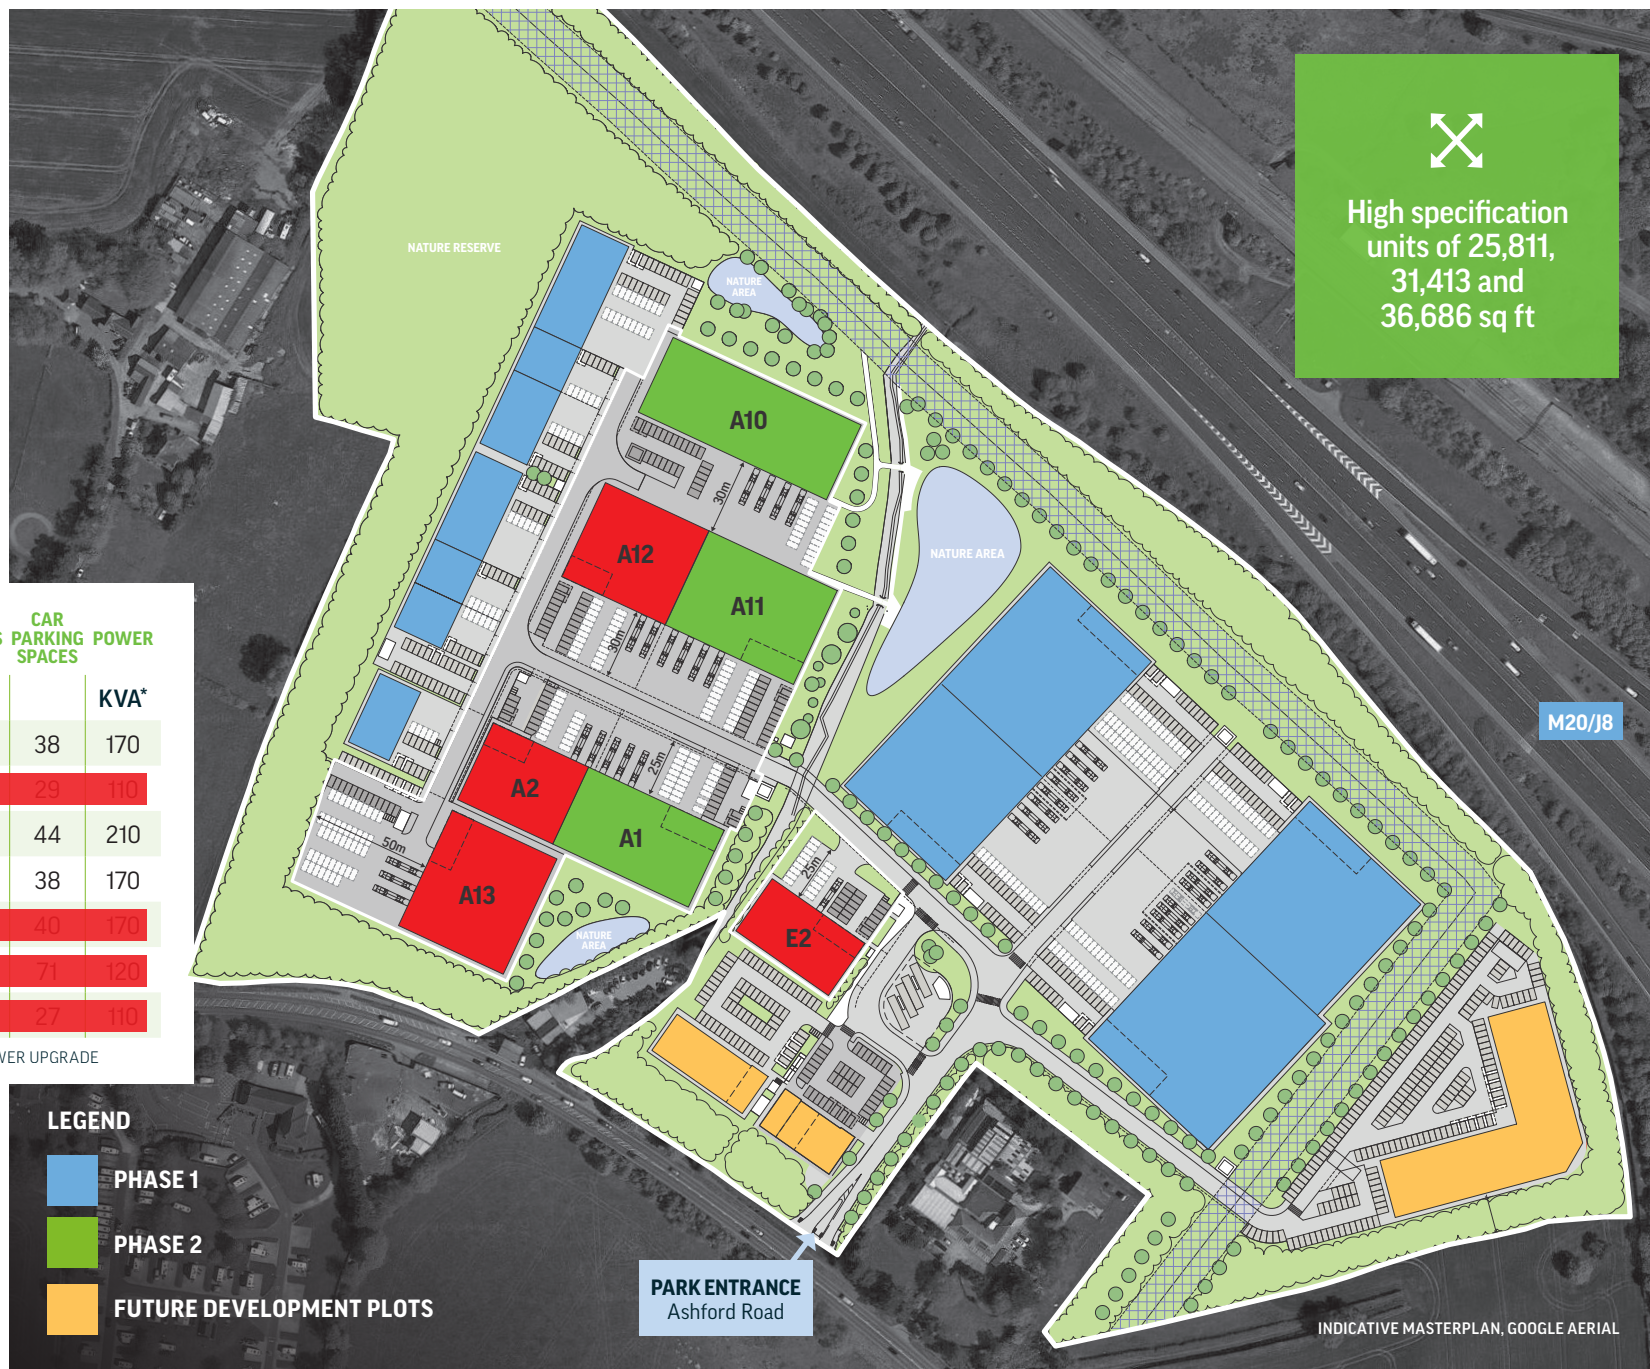 High specification
units of 25,811,
31,413 and
36,686 sq ft
NATURE RESERVE
NATURE
AREA
A10
30m
A12
A11
NATURE AREA
30m
A2
25m
A1
50m
A13
NATURE
AREA
25m
E2
M20/J8
CAR
PARKING POWER
SPACES
KVA*
38 170
29 110
44 210
38 170
40 170
71 120
27 110
UPGRADE
LEGEND
PHASE 1
PHASE 2
FUTURE DEVELOPMENT PLOTS
PARK ENTRANCE
Ashford Road
INDICATIVE MASTERPLAN, GOOGLE AERIAL